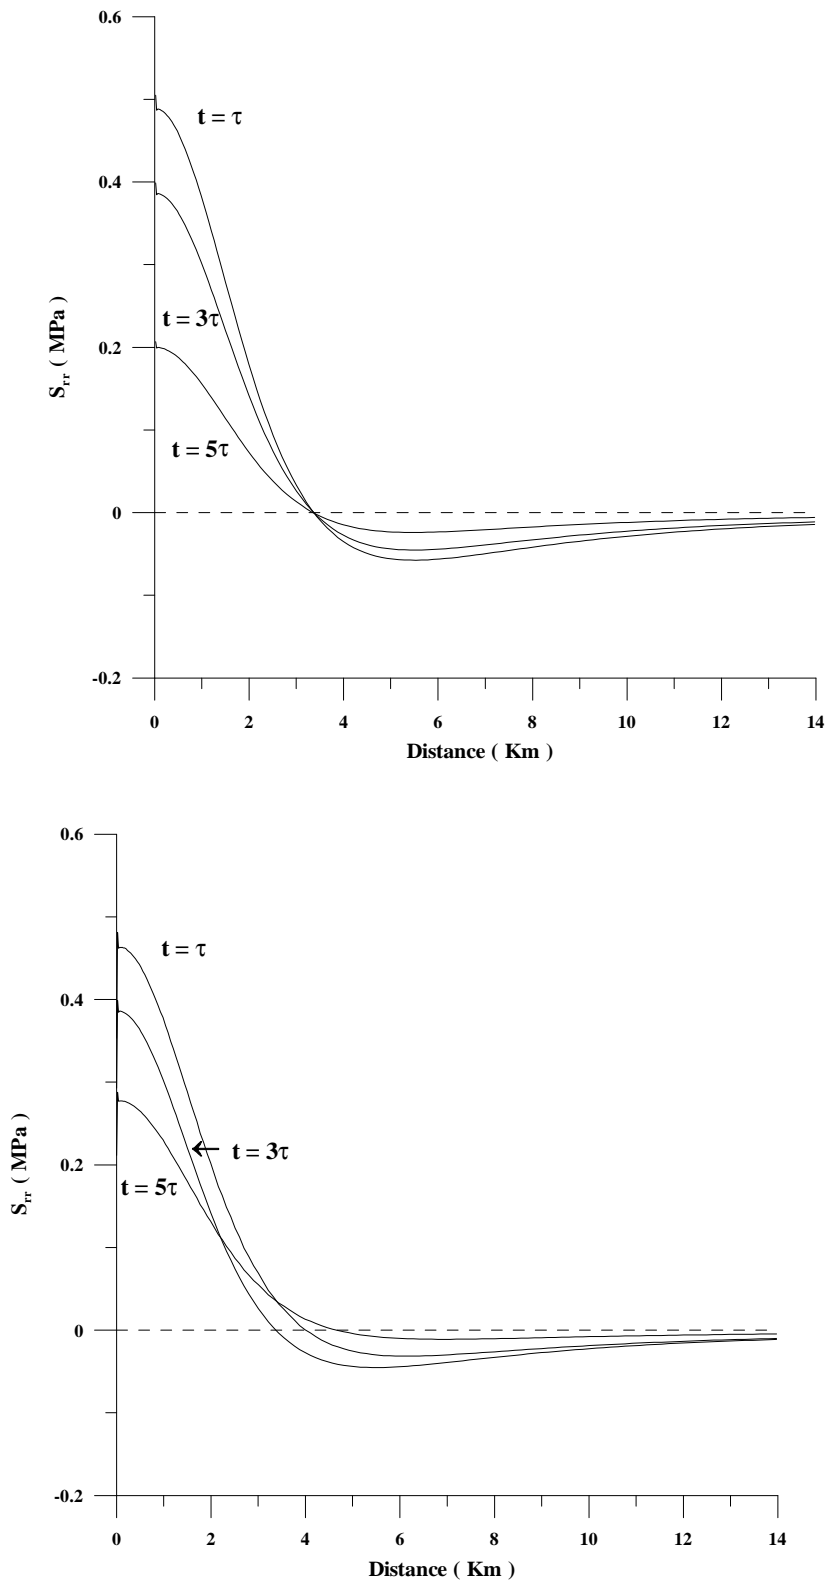 0.6
t = τ
0.4
t = 3τ
S_rr ( MPa )
0.2
t = 5τ
0
-0.2
0 2 4 6 8 10 12 14
Distance ( Km )
0.6
t = τ
0.4
t = 3τ
S_rr ( MPa )
0.2
t = 5τ
0
-0.2
0 2 4 6 8 10 12 14
Distance ( Km )